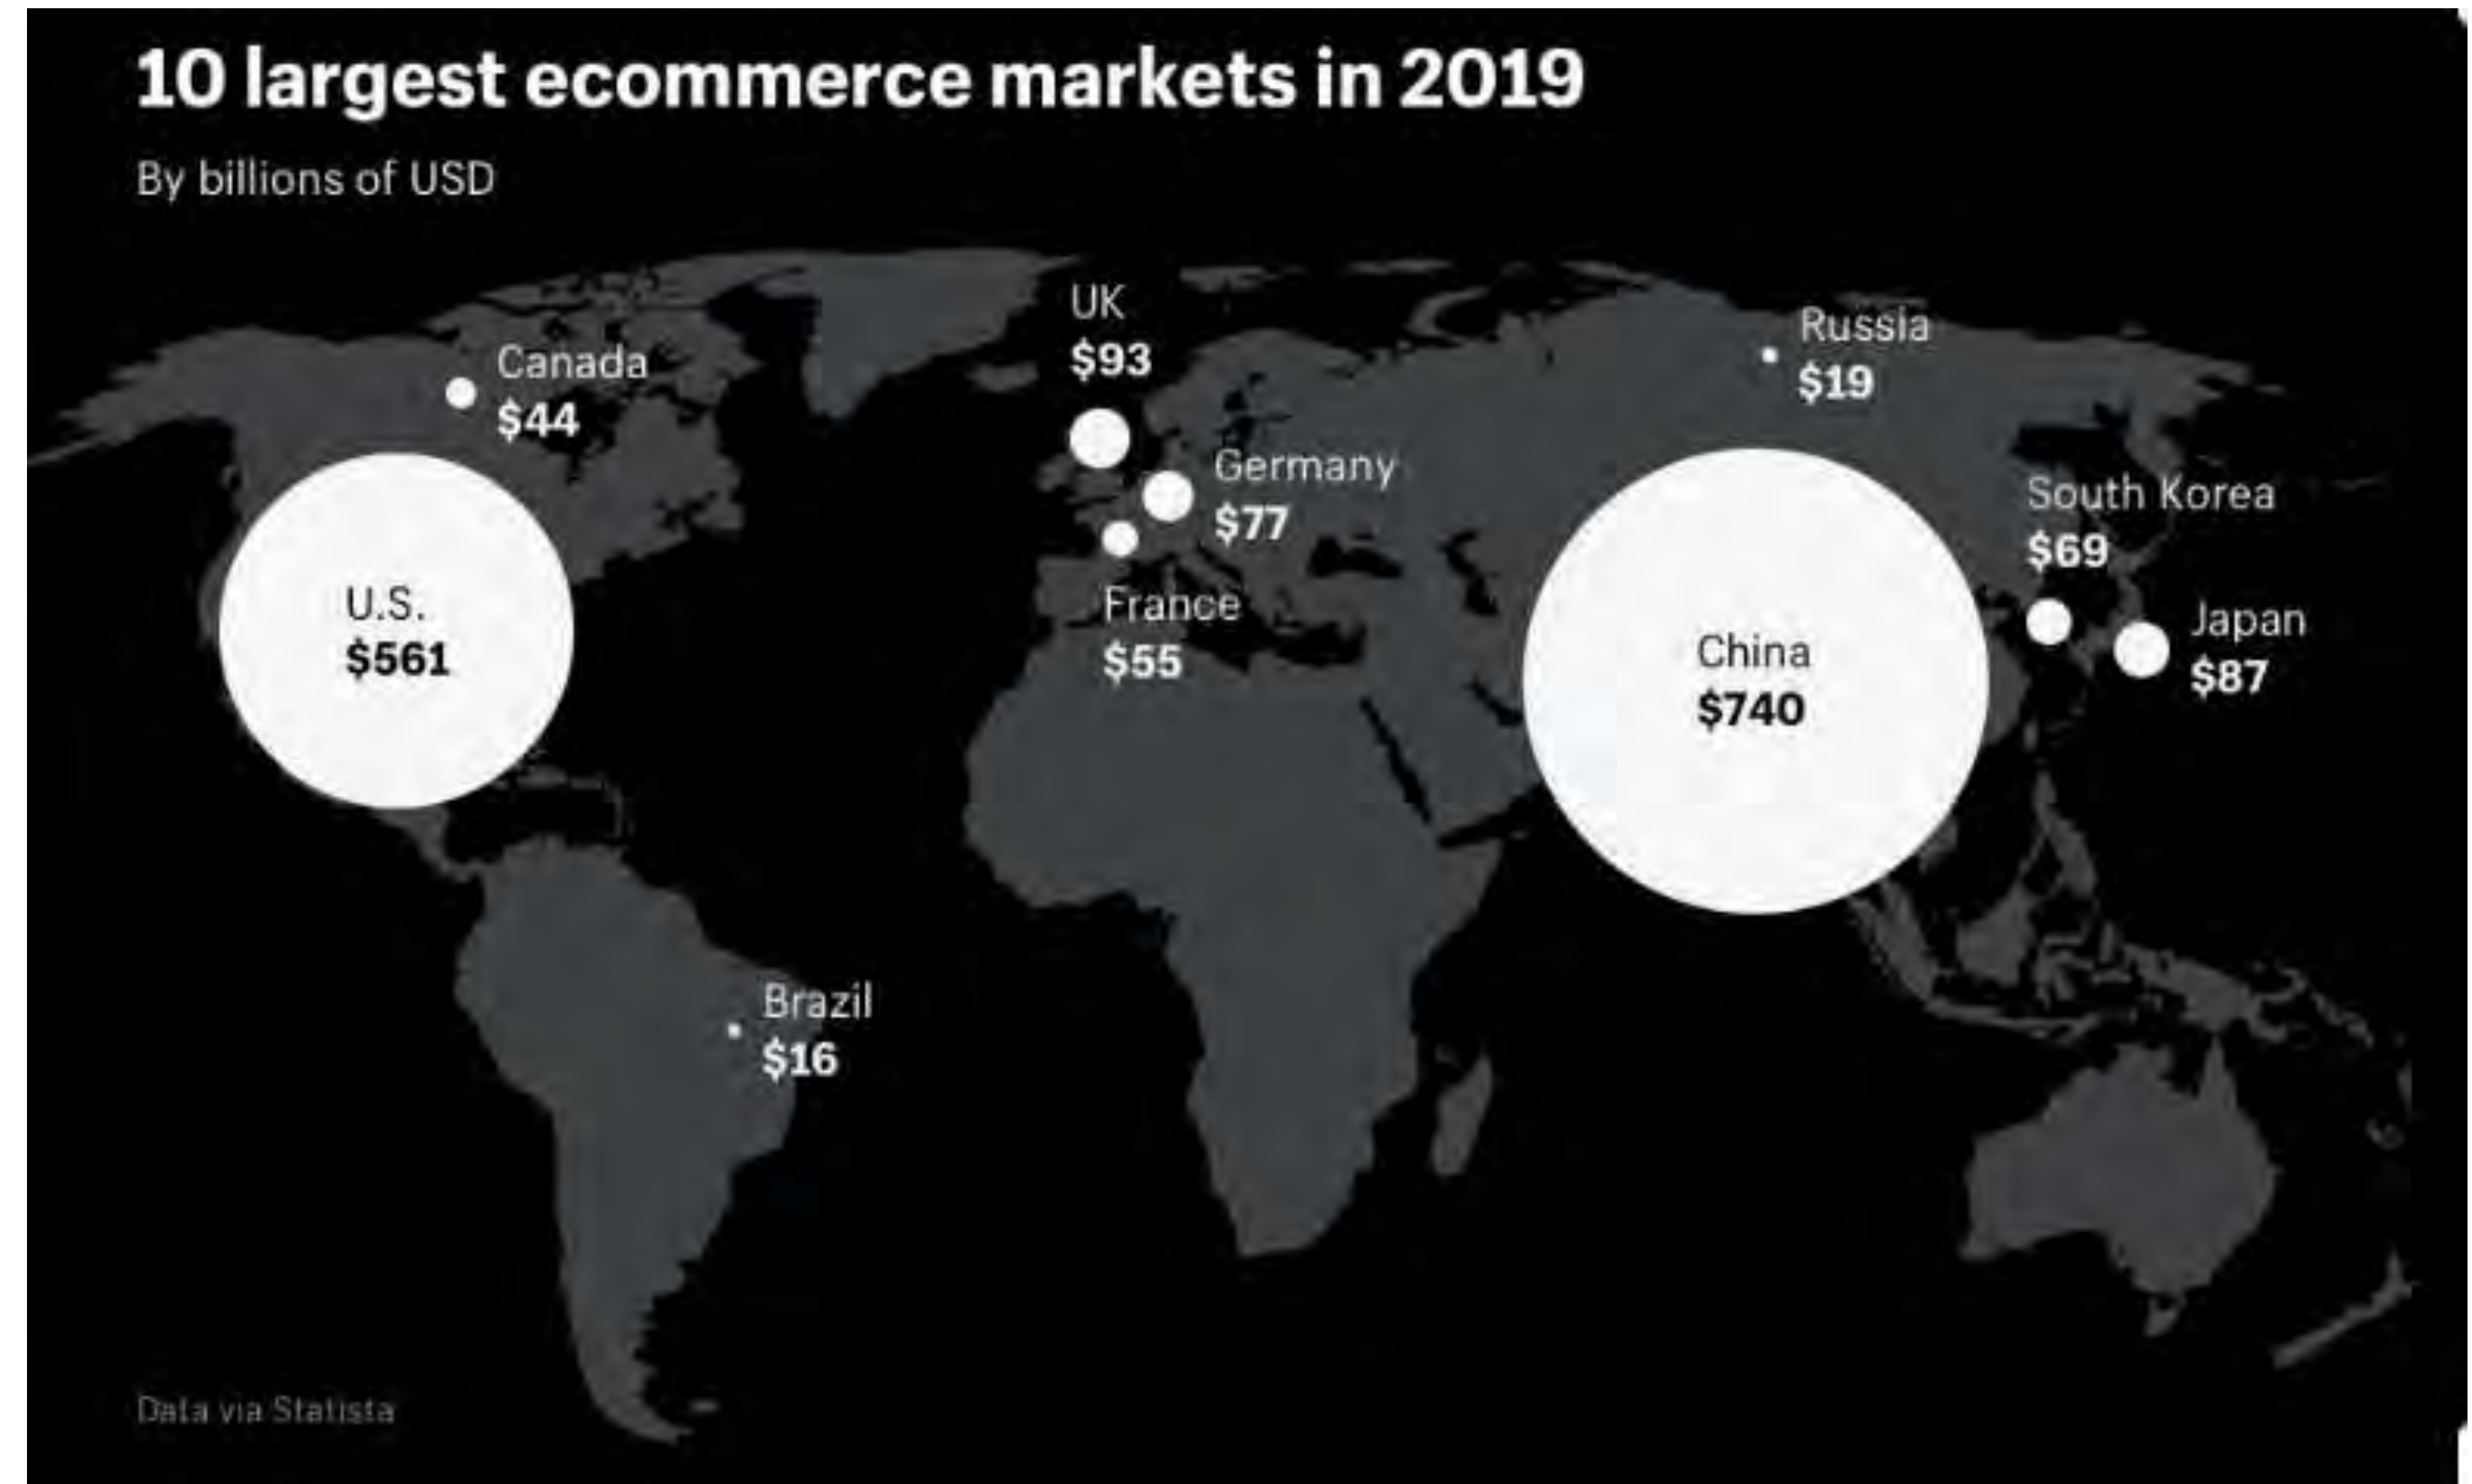 10 largest ecommerce markets in 2019
By billions of USD
UK
$93
Russia
$19
Canada
$44
Germany
$77
South Korea
$69
U.S.
$561
France
$55
China
$740
Japan
$87
Brazil
$16
Data via Statista